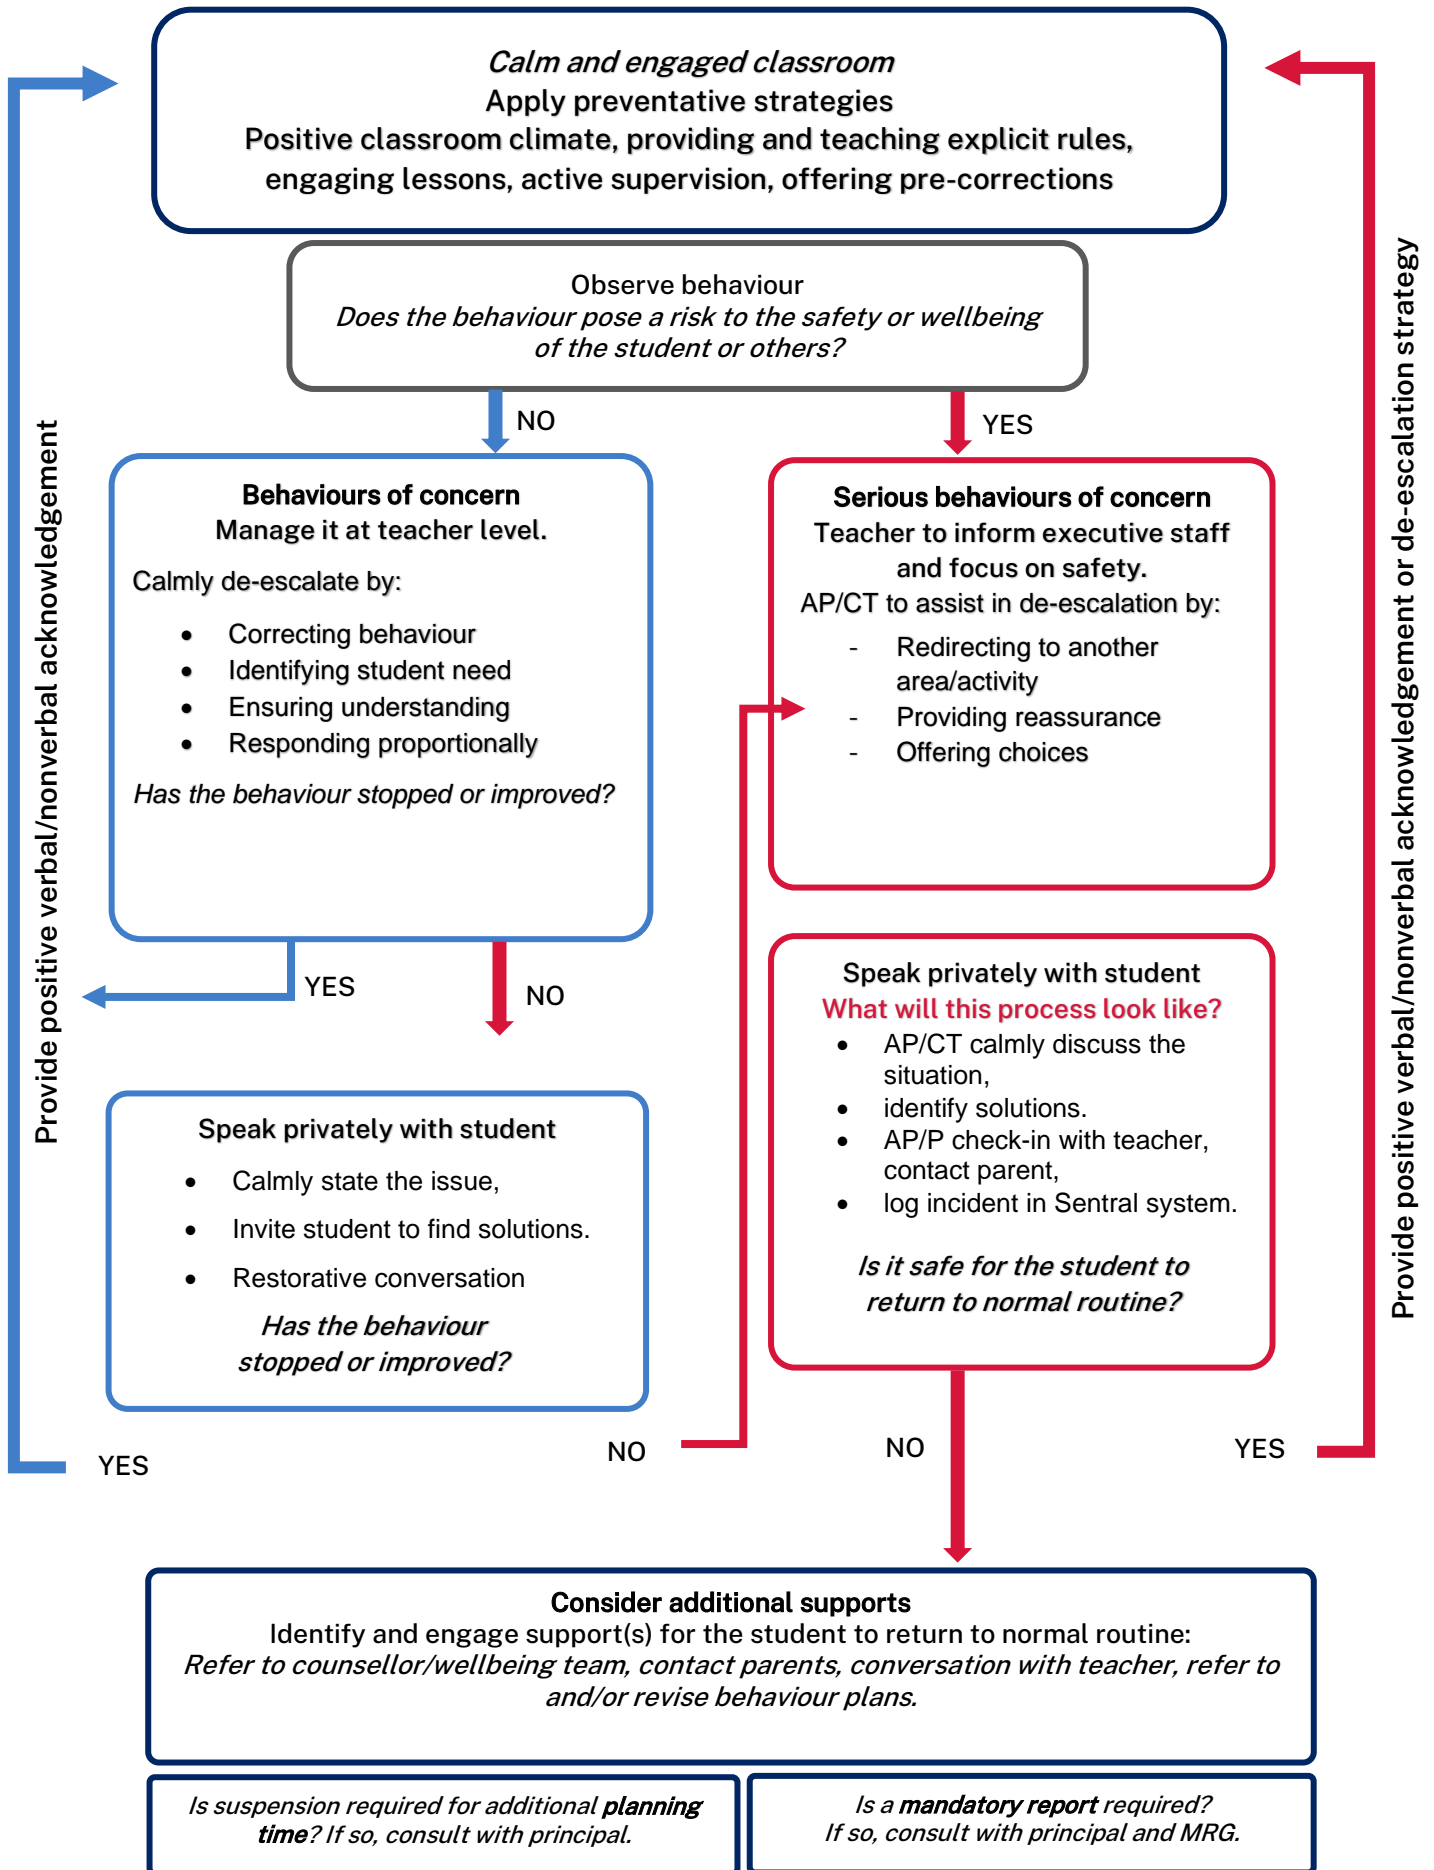 Calm and engaged classroom
Apply preventative strategies
Positive classroom climate, providing and teaching explicit rules,
engaging lessons, active supervision, offering pre-corrections
Observe behaviour
Does the behaviour pose a risk to the safety or wellbeing
of the student or others?
NO
YES
Behaviours of concern
Manage it at teacher level.
Calmly de-escalate by:
• Correcting behaviour
• Identifying student need
• Ensuring understanding
• Responding proportionally
Has the behaviour stopped or improved?
Serious behaviours of concern
Teacher to inform executive staff
and focus on safety.
AP/CT to assist in de-escalation by:
- Redirecting to another
area/activity
- Providing reassurance
- Offering choices
YES
NO
Speak privately with student
• Calmly state the issue,
• Invite student to find solutions.
• Restorative conversation
Has the behaviour
stopped or improved?
Speak privately with student
What will this process look like?
• AP/CT calmly discuss the
situation,
• identify solutions.
• AP/P check-in with teacher,
contact parent,
• log incident in Sentral system.
Is it safe for the student to
return to normal routine?
YES
NO
NO
YES
Provide positive verbal/nonverbal acknowledgement
Provide positive verbal/nonverbal acknowledgement or de-escalation strategy
Consider additional supports
Identify and engage support(s) for the student to return to normal routine:
Refer to counsellor/wellbeing team, contact parents, conversation with teacher, refer to
and/or revise behaviour plans.
Is suspension required for additional planning
time? If so, consult with principal.
Is a mandatory report required?
If so, consult with principal and MRG.